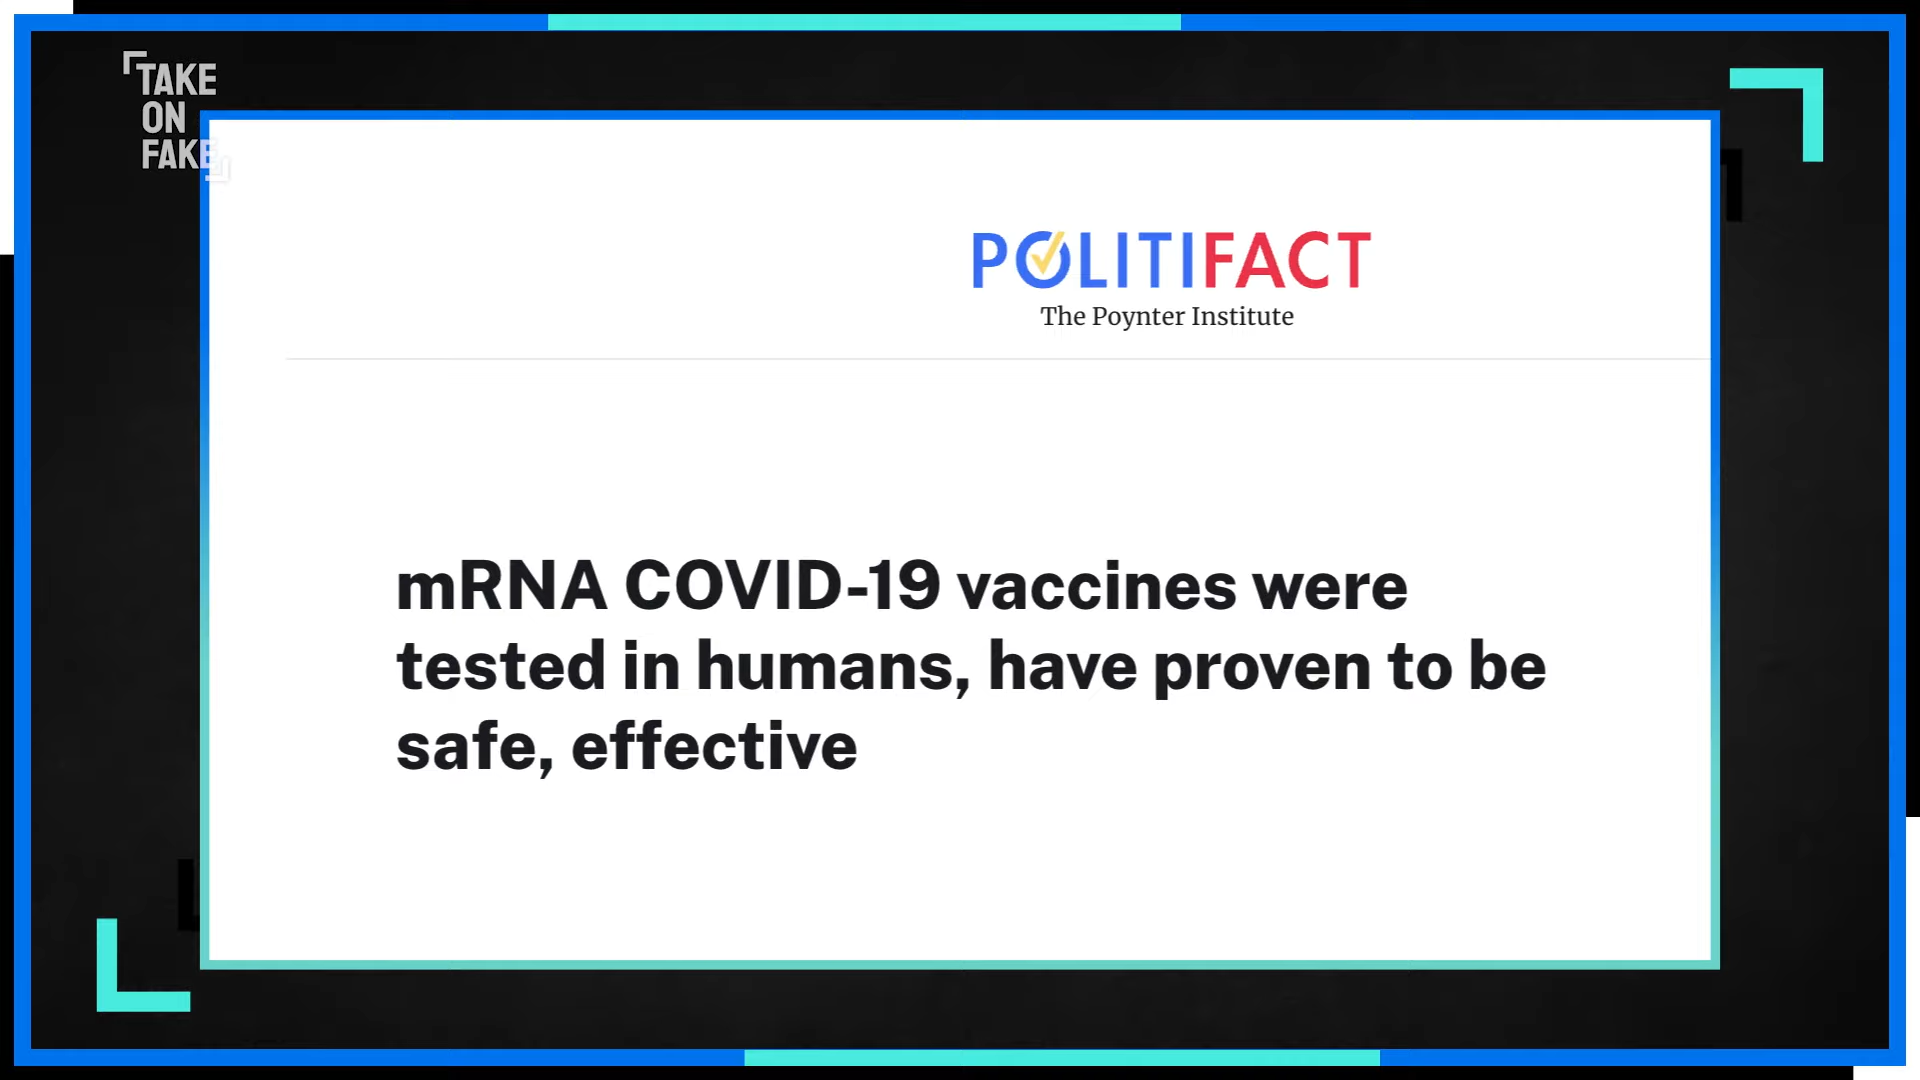 TAKE
ON
FAKE
POLITIFACT
The Poynter Institute
mRNA COVID-19 vaccines were
tested in humans, have proven to be
safe, effective